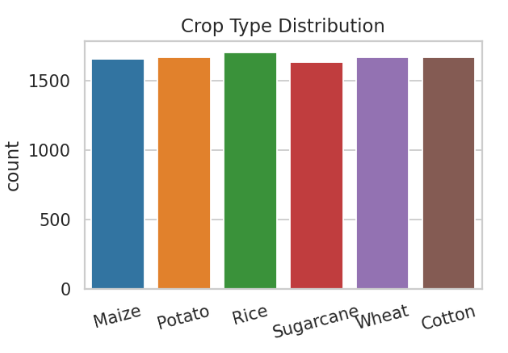 Crop Type Distribution
1500
1000
500
0
count
Maize Potato Rice Sugarcane Wheat Cotton